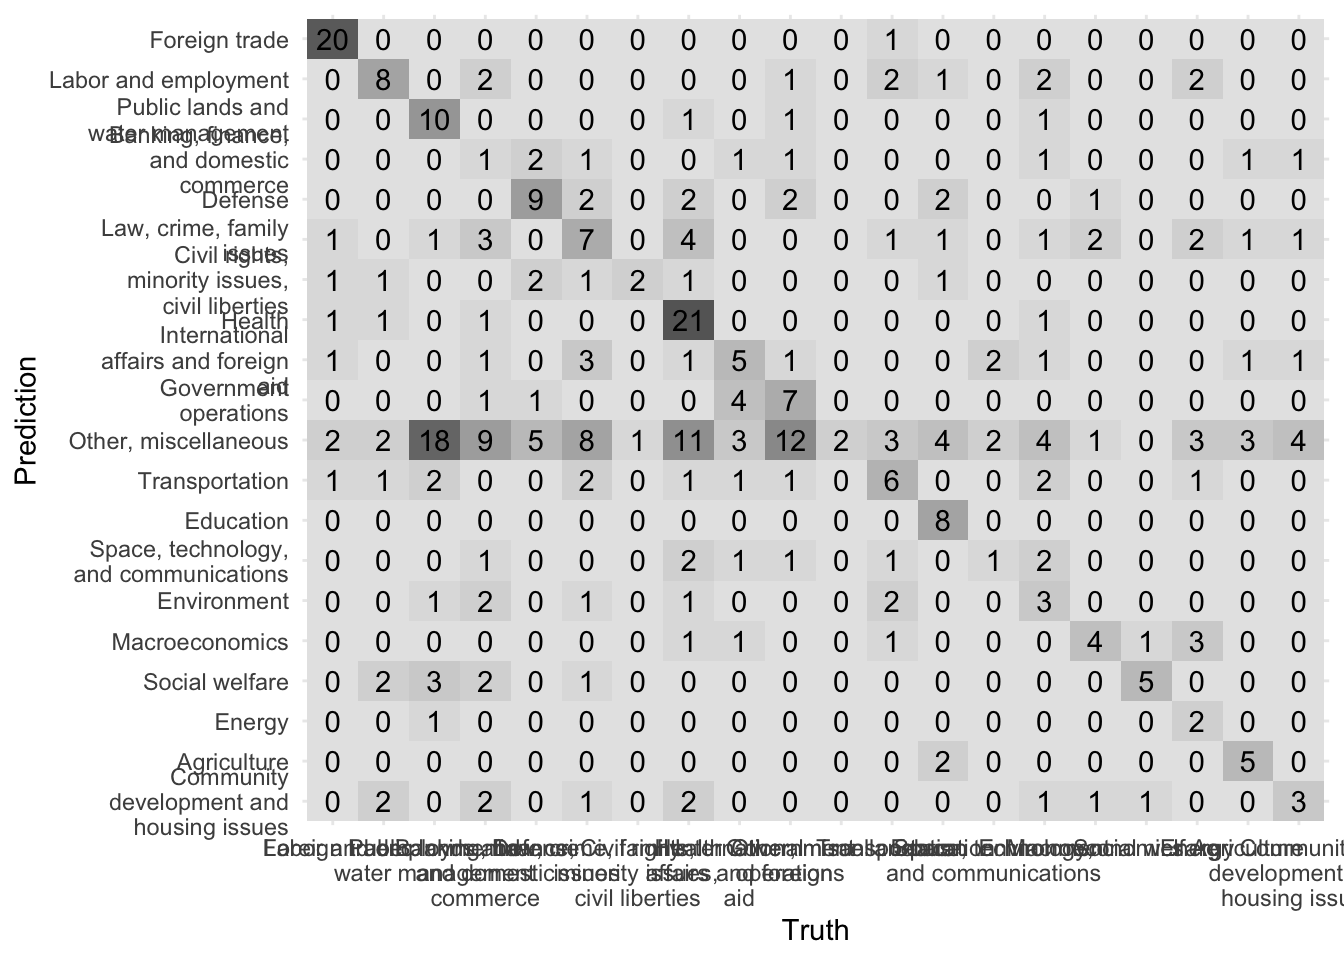 Foreign trade
20 0 0 0 0 0 0 0 0 0 0 1 0 0 0 0 0 0 0 0
Labor and employment
0 8 0 2 0 0 0 0 0 1 0 2 1 0 2 0 0 2 0 0
Public lands and
water management
0 0 10 0 0 0 0 1 0 1 0 0 0 0 1 0 0 0 0 0
Banking, finance,
and domestic
commerce
0 0 0 1 2 1 0 0 1 1 0 0 0 0 1 0 0 0 1 1
Defense
0 0 0 0 9 2 0 2 0 2 0 0 2 0 0 1 0 0 0 0
Law, crime, family
issues
1 0 1 3 0 7 0 4 0 0 0 1 1 0 1 2 0 2 1 1
Civil rights,
minority issues,
civil liberties
1 1 0 0 2 1 2 1 0 0 0 0 1 0 0 0 0 0 0 0
Health
1 1 0 1 0 0 0 21 0 0 0 0 0 0 1 0 0 0 0 0
International
affairs and foreign
aid
1 0 0 1 0 3 0 1 5 1 0 0 0 2 1 0 0 0 1 1
Government
operations
0 0 0 1 1 0 0 0 4 7 0 0 0 0 0 0 0 0 0 0
Other, miscellaneous
2 2 18 9 5 8 1 11 3 12 2 3 4 2 4 1 0 3 3 4
Transportation
1 1 2 0 0 2 0 1 1 1 0 6 0 0 2 0 0 1 0 0
Education
0 0 0 0 0 0 0 0 0 0 0 0 8 0 0 0 0 0 0 0
Space, technology,
and communications
0 0 0 1 0 0 0 2 1 1 0 1 0 1 2 0 0 0 0 0
Environment
0 0 1 2 0 1 0 1 0 0 0 2 0 0 3 0 0 0 0 0
Macroeconomics
0 0 0 0 0 0 0 1 1 0 0 1 0 0 0 4 1 3 0 0
Social welfare
0 2 3 2 0 1 0 0 0 0 0 0 0 0 0 0 5 0 0 0
Energy
0 0 1 0 0 0 0 0 0 0 0 0 0 0 0 0 0 2 0 0
Agriculture
0 0 0 0 0 0 0 0 0 0 0 0 2 0 0 0 0 0 5 0
Community
development and
housing issues
0 2 0 2 0 1 0 2 0 0 0 0 0 0 1 1 1 0 0 3
Prediction
water management
commerce
civil liberties
aid
operations
and communications
Agriculture
development
Truth